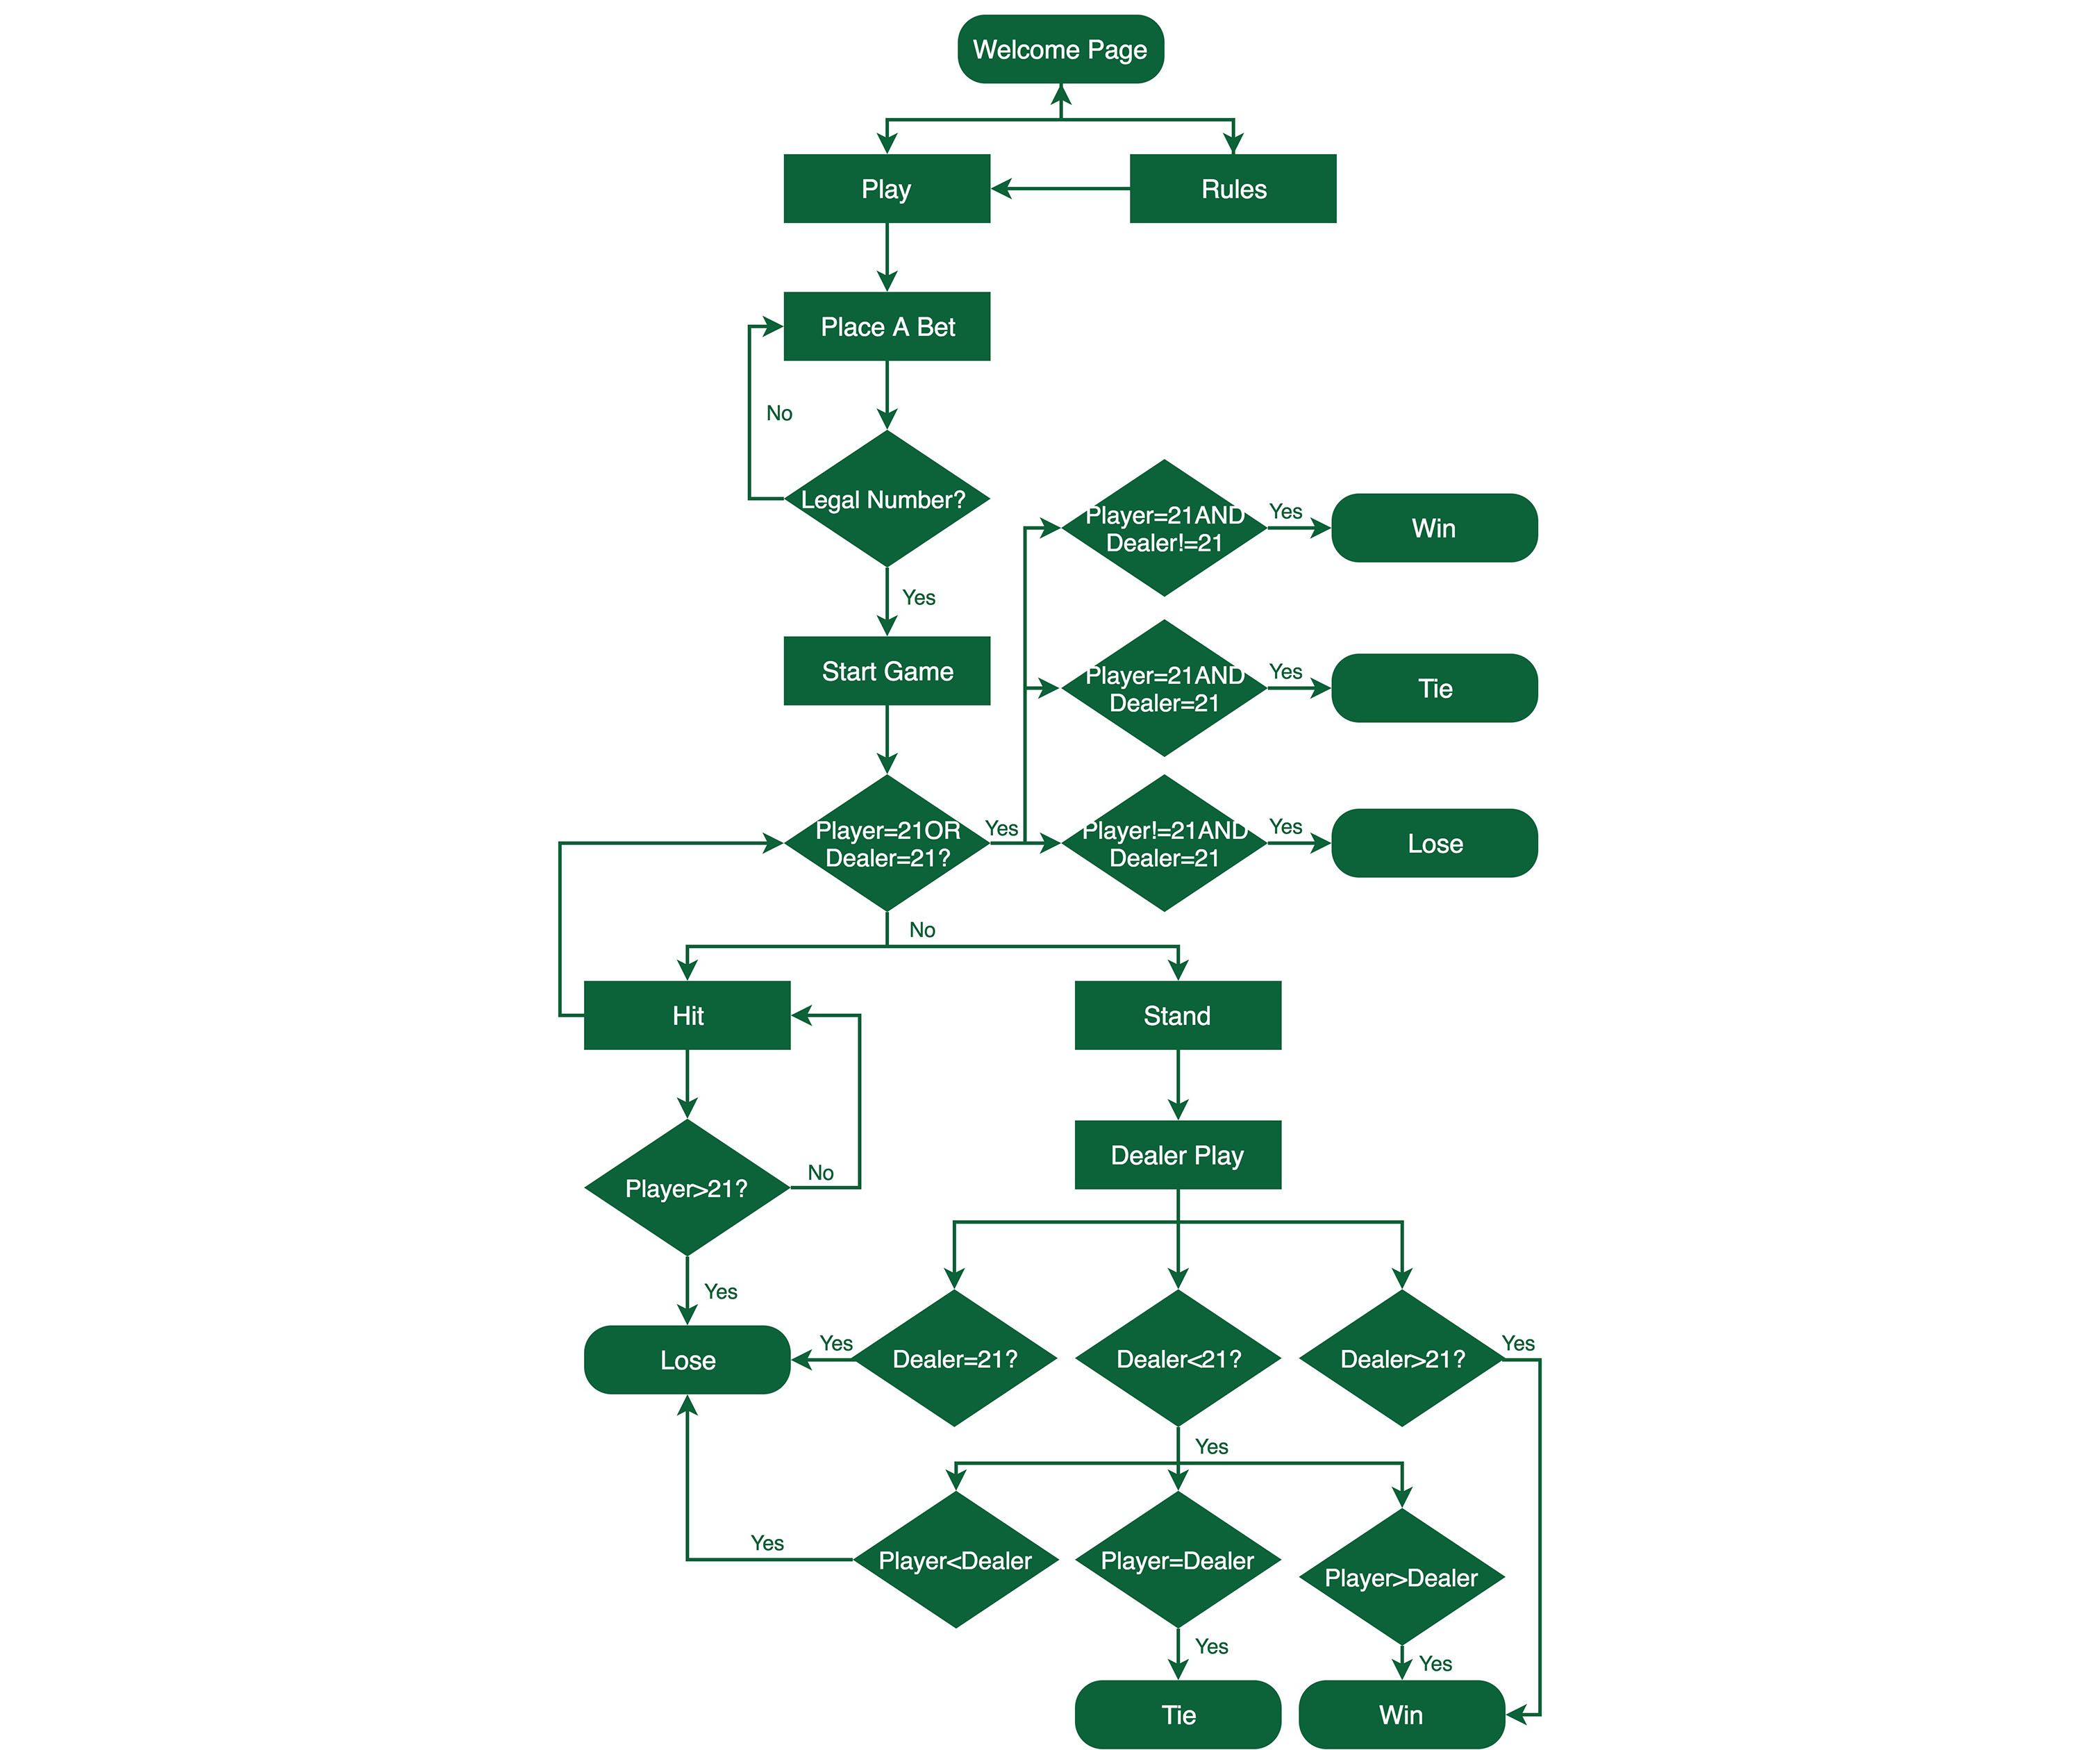 Welcome Page
Play
Rules
Place A Bet
No
Legal Number?
Yes
Start Game
Player=21AND
Dealer!=21
Yes
Win
Player=21AND
Dealer=21
Yes
Tie
Player=21OR
Dealer=21?
Yes
Player!=21AND
Dealer=21
Yes
Lose
No
Hit
Stand
Player>21?
No
Dealer Play
Yes
Lose
Yes
Dealer=21?
Dealer<21?
Dealer>21?
Yes
Yes
Yes
Player<Dealer
Player=Dealer
Player>Dealer
Yes
Yes
Tie
Win